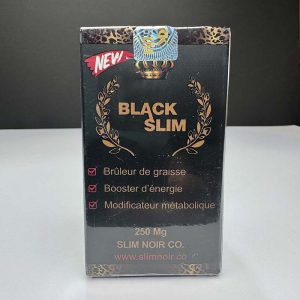 NEW
BLACK
SLIM
Brûleur de graisse
Booster d'énergie
Modificateur métabolique
250 Mg
SLIM NOIR CO.
www.slimnoir.co